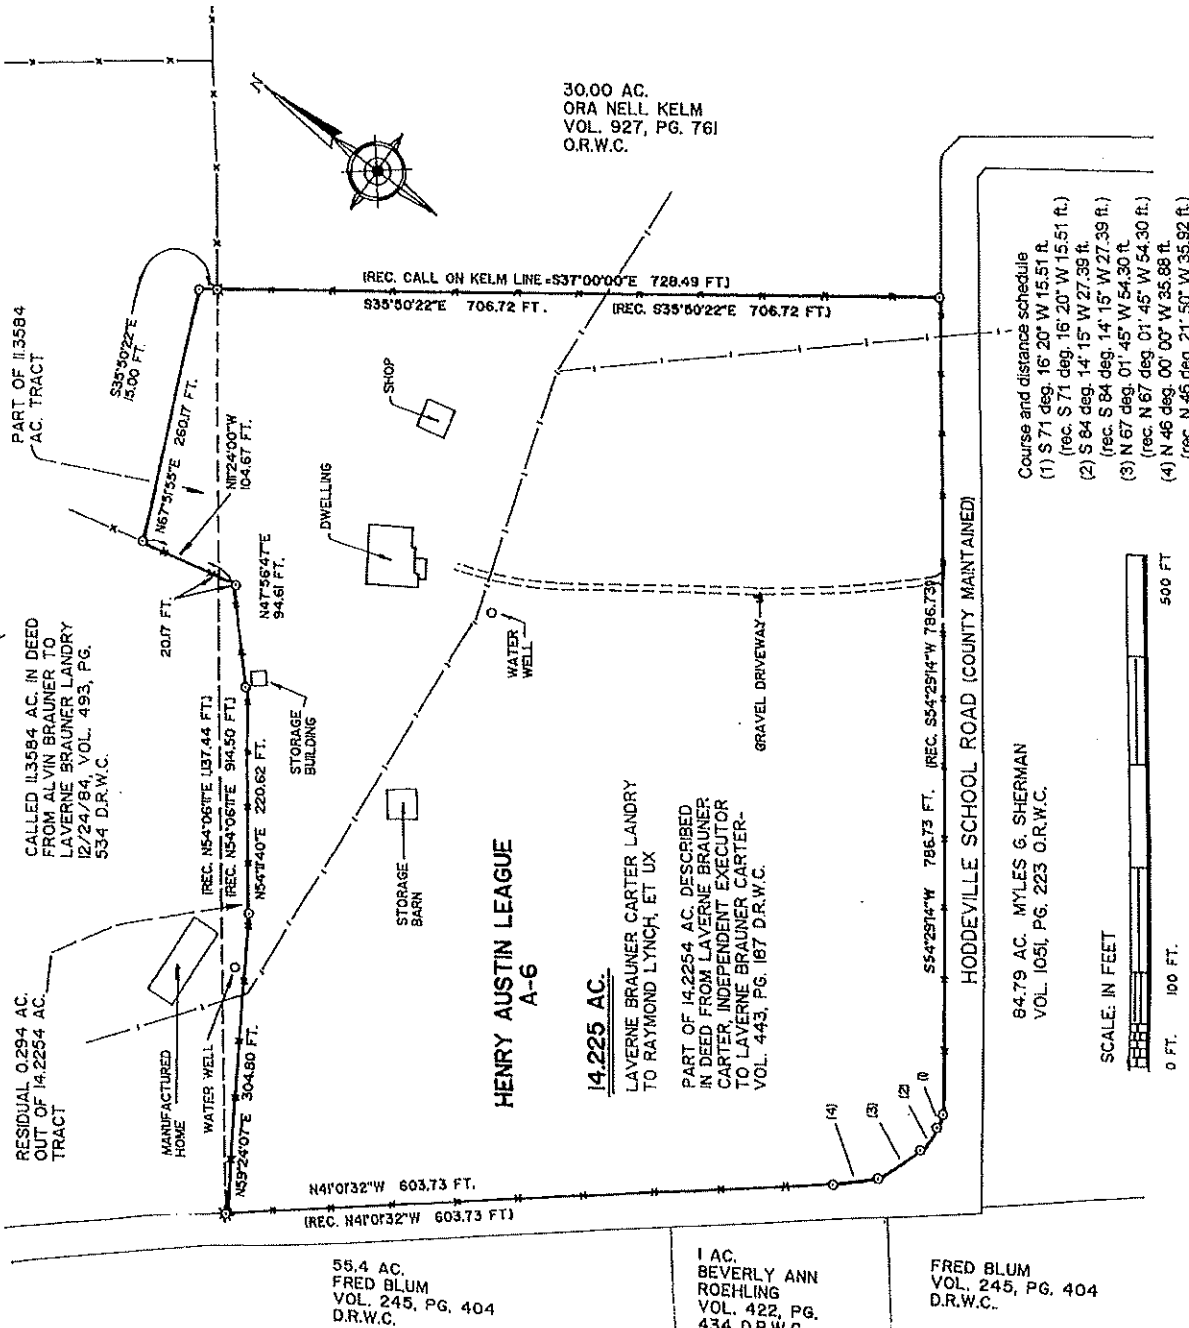 30.00 AC.
ORA NELL KELM
VOL. 927, PG. 761
O.R.W.C.
N
PART OF 11.3584
AC. TRACT
S35°50'22"E
15.00 FT.
(REC. CALL ON KELM LINE =S37°00'00"E 728.49 FT.)
S35°50'22"E 706.72 FT.
(REC. S35°50'22"E 706.72 FT.)
N67°51'55"E 260.17 FT.
N11°24'00"W
104.67 FT.
SHOP
DWELLING
20.17 FT.
N47°56'47"E
94.61 FT.
CALLED 11.3584 AC. IN DEED
FROM ALVIN BRAUNER TO
LAVERNE BRAUNER LANDRY
12/24/84, VOL. 493, PG.
534 D.R.W.C.
WATER
WELL
STORAGE
BUILDING
(REC. N54°06'11"E 1,137.44 FT.)
(REC. N54°06'11"E 914.50 FT.)
N54°11'40"E 220.62 FT.
GRAVEL DRIVEWAY
STORAGE
BARN
RESIDUAL 0.294 AC.
OUT OF 14.2254 AC.
TRACT
MANUFACTURED
HOME
WATER WELL
N59°24'07"E 304.80 FT.
HENRY AUSTIN LEAGUE
A-6
14.225 AC.
LAVERNE BRAUNER CARTER LANDRY
TO RAYMOND LYNCH, ET UX
PART OF 14.2254 AC. DESCRIBED
IN DEED FROM LAVERNE BRAUNER
CARTER, INDEPENDENT EXECUTOR
TO LAVERNE BRAUNER CARTER-
VOL. 443, PG. 187 D.R.W.C.
S54°29'14"W 786.73 FT. (REC. S54°29'14"W 786.73')
HODDEVILLE SCHOOL ROAD (COUNTY MAINTAINED)
Course and distance schedule
(1) S 71 deg. 16' 20" W 15.51 ft.
(rec. S 71 deg. 16' 20" W 15.51 ft.)
(2) S 84 deg. 14' 15" W 27.39 ft.
(rec. S 84 deg. 14' 15" W 27.39 ft.)
(3) N 67 deg. 01' 45" W 54.30 ft.
(rec. N 67 deg. 01' 45" W 54.30 ft.)
(4) N 46 deg. 00' 00" W 35.88 ft.
(rec. N 46 deg. 21' 50" W 35.92 ft.)
84.79 AC. MYLES G. SHERMAN
VOL. 1051, PG. 223 O.R.W.C.
SCALE: IN FEET
0 FT. 100 FT. 500 FT
(4)
(3)
(2)
(1)
N41°01'32"W 603.73 FT.
(REC. N41°01'32"W 603.73 FT.)
55.4 AC.
FRED BLUM
VOL. 245, PG. 404
D.R.W.C.
1 AC.
BEVERLY ANN
ROEHLING
VOL. 422, PG.
434 D.R.W.C.
FRED BLUM
VOL. 245, PG. 404
D.R.W.C.